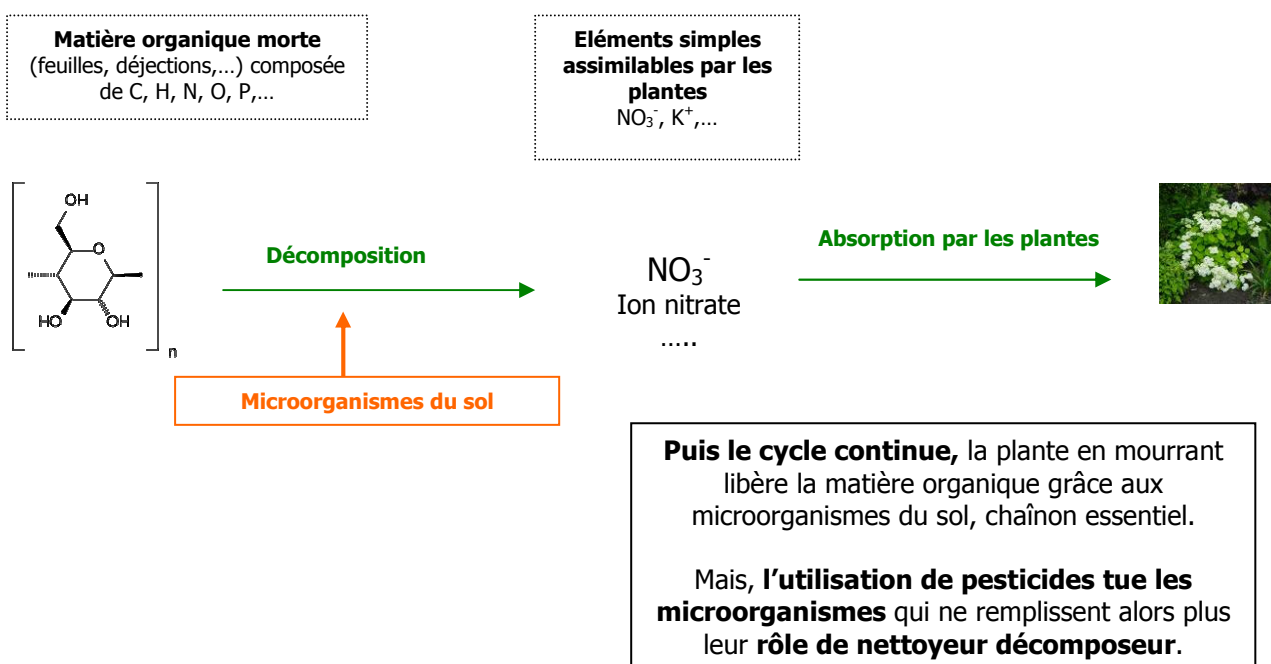 Matière organique morte
(feuilles, déjections,…) composée
de C, H, N, O, P,…
Eléments simples
assimilables par les
plantes
NO₃⁻, K⁺,…
OH
O
HO
OH
n
Décomposition
NO₃⁻
Ion nitrate
…..
Absorption par les plantes
Microorganismes du sol
Puis le cycle continue, la plante en mourrant
libère la matière organique grâce aux
microorganismes du sol, chaînon essentiel.
Mais, l’utilisation de pesticides tue les
microorganismes qui ne remplissent alors plus
leur rôle de nettoyeur décomposeur.